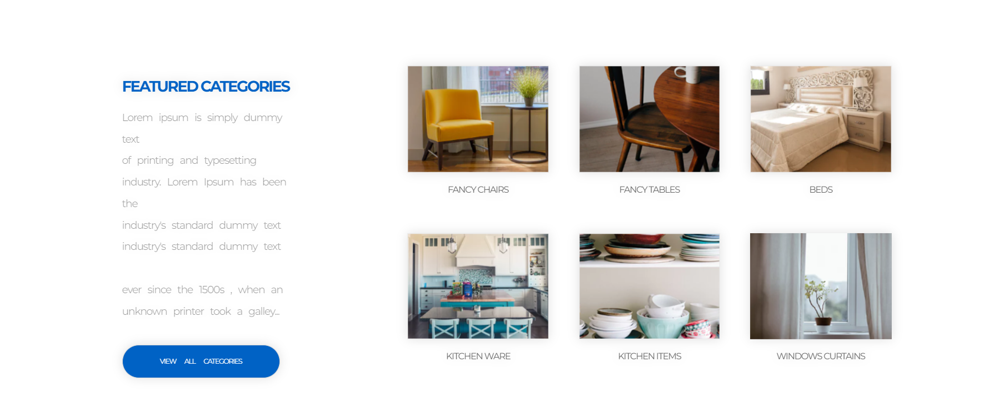 FEATURED CATEGORIES
Lorem ipsum is simply dummy
text
of printing and typesetting
industry. Lorem Ipsum has been
the
industry's standard dummy text
industry's standard dummy text
ever since the 1500s , when an
unknown printer took a galley...
VIEW ALL CATEGORIES
FANCY CHAIRS
FANCY TABLES
BEDS
KITCHEN WARE
KITCHEN ITEMS
WINDOWS CURTAINS